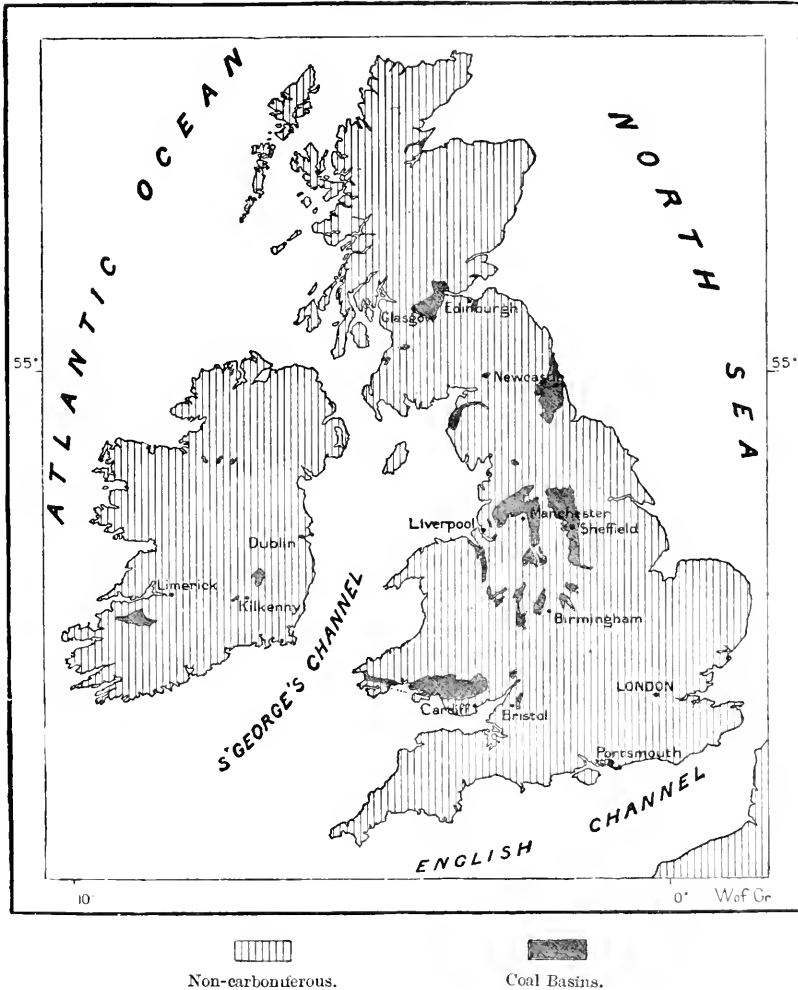 ATLANTIC OCEAN
NORTH SEA
Glasgow
Edinburgh
55°
55°
Newcastle
Liverpool
Manchester
Sheffield
Dublin
Limerick
Kilkenny
Birmingham
ST GEORGE'S CHANNEL
LONDON
Cardiff
Bristol
Portsmouth
ENGLISH CHANNEL
10°
0°
W of Gr
Non-carboniferous.
Coal Basins.